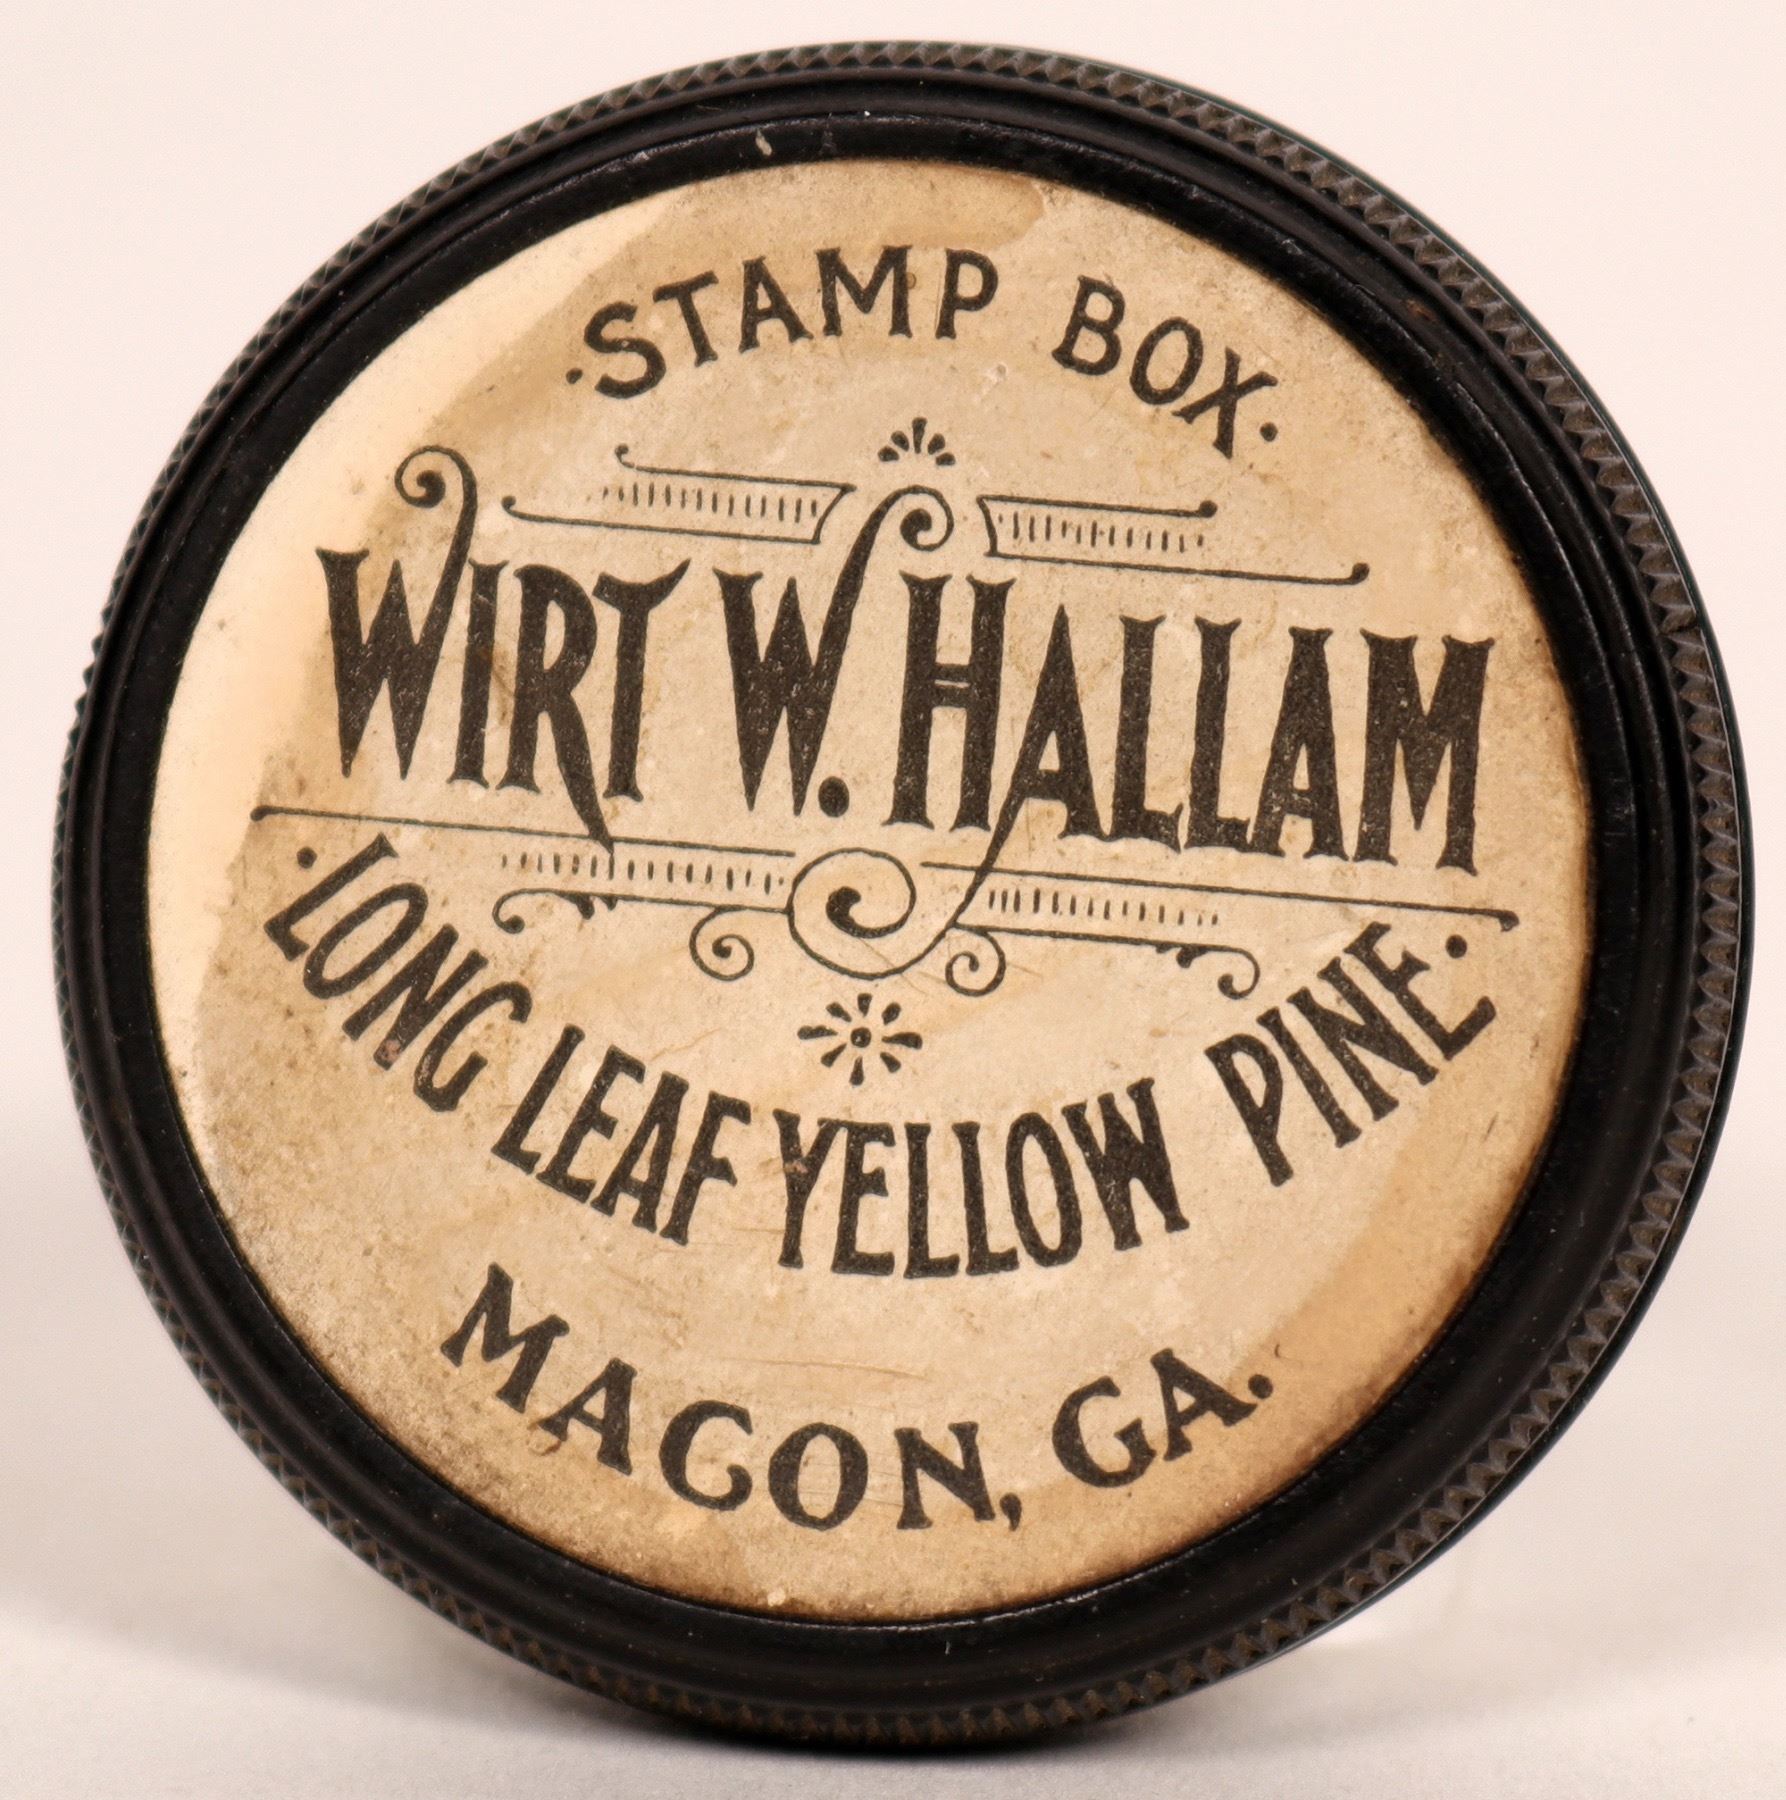 ·STAMP BOX·
WIRT W. HALLAM
·LONG LEAF YELLOW PINE·
MACON, GA.